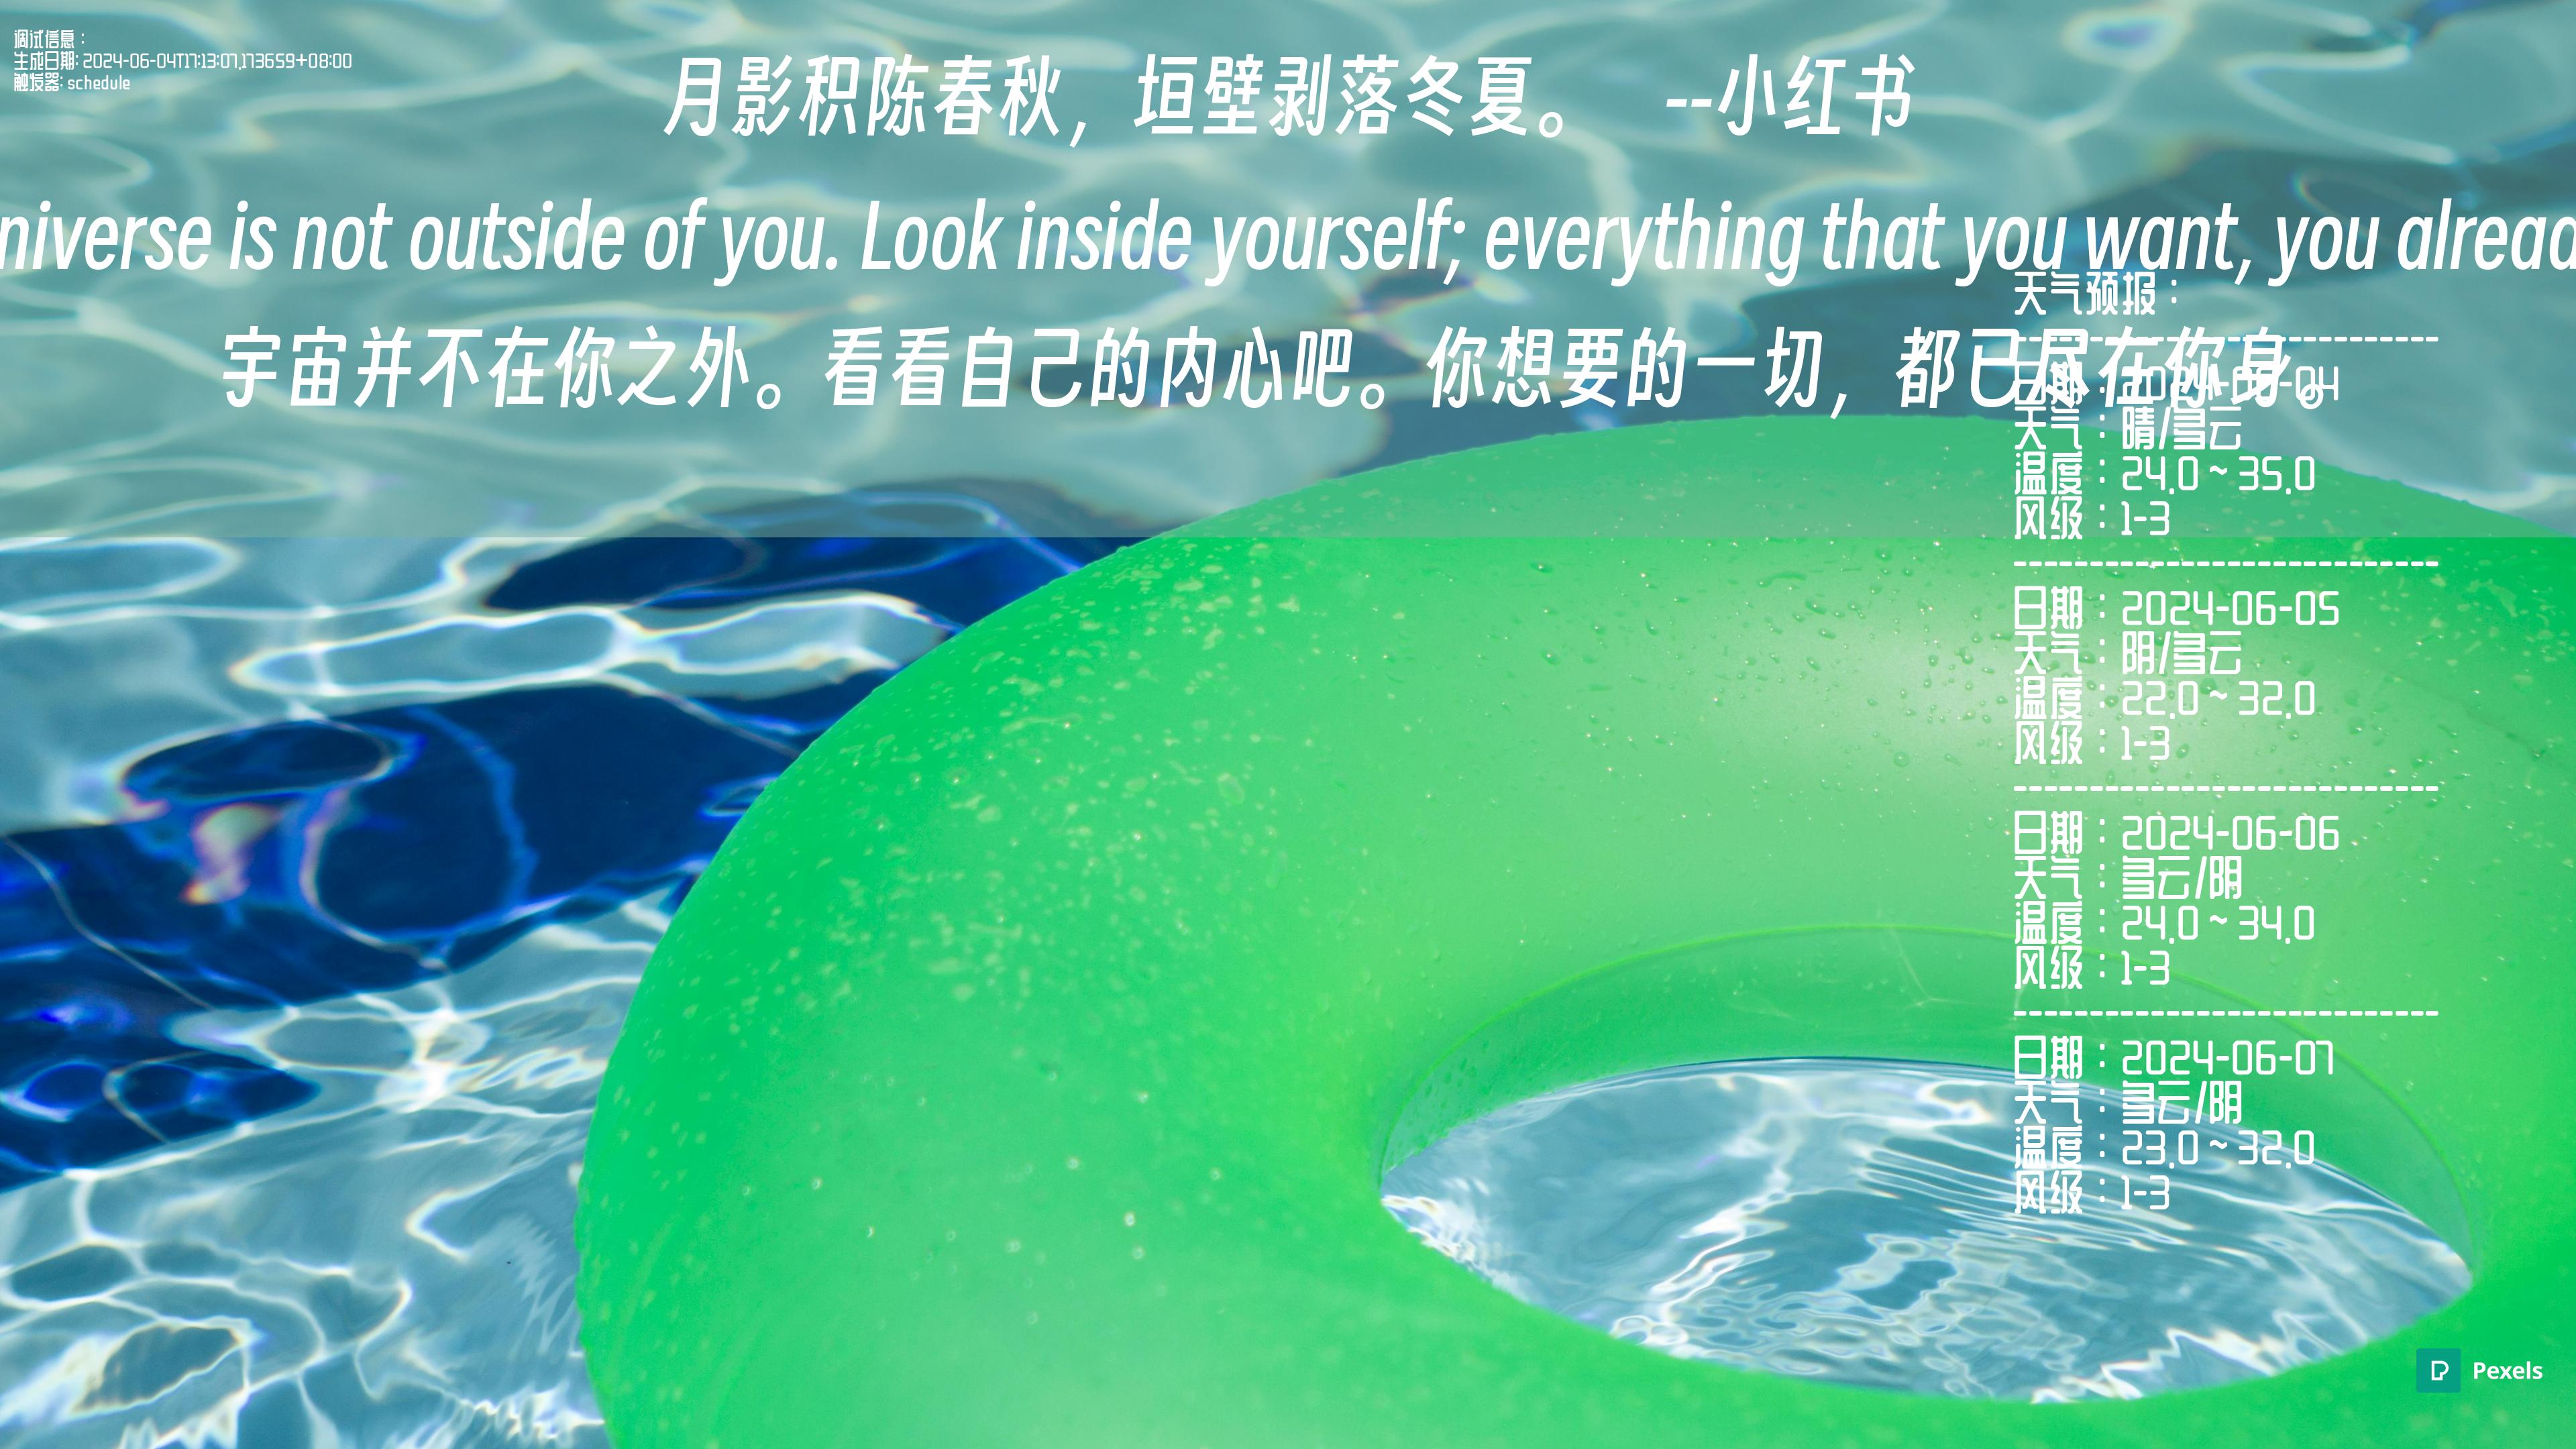 调试信息：
生成日期: 2024-06-04T17:13:07.173659+08:00
触发器: schedule
月影积陈春秋，垣壁剥落冬夏。 --小红书
niverse is not outside of you. Look inside yourself; everything that you want, you alread
宇宙并不在你之外。看看自己的内心吧。你想要的一切，都已尽在你身。
天气预报：
----------------------------
日期：2024-06-04
天气：晴/多云
温度：24.0 ~ 35.0
风级：1-3
----------------------------
日期：2024-06-05
天气：阴/多云
温度：22.0 ~ 32.0
风级：1-3
----------------------------
日期：2024-06-06
天气：多云/阴
温度：24.0 ~ 34.0
风级：1-3
----------------------------
日期：2024-06-07
天气：多云/阴
温度：23.0 ~ 32.0
风级：1-3
Pexels